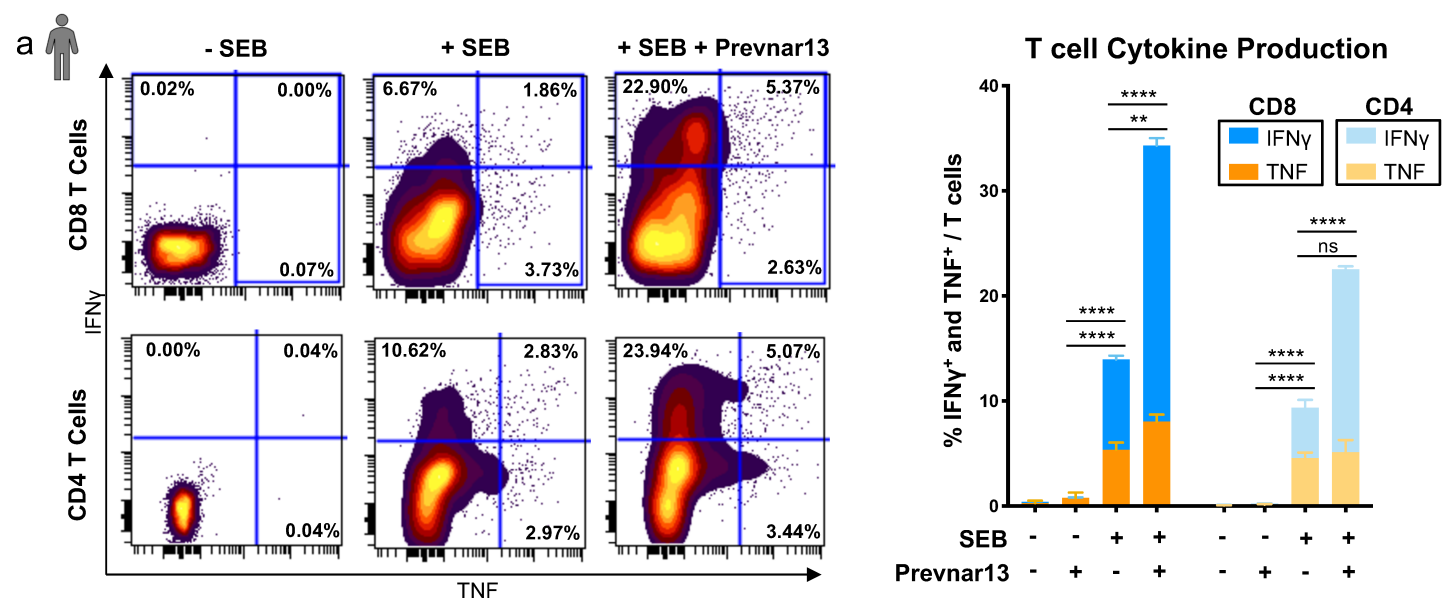 a
- SEB
+ SEB
+ SEB + Prevnar13
CD8 T Cells
0.02%
0.00%
0.07%
6.67%
1.86%
3.73%
22.90%
5.37%
2.63%
IFNγ
CD4 T Cells
0.00%
0.04%
0.04%
10.62%
2.83%
2.97%
23.94%
5.07%
3.44%
TNF
T cell Cytokine Production
% IFNγ+ and TNF+ / T cells
40
30
20
10
0
CD8
IFNγ
TNF
CD4
IFNγ
TNF
****
**
****
****
****
ns
****
****
SEB - - + + - - + +
Prevnar13 - + - + - + - +